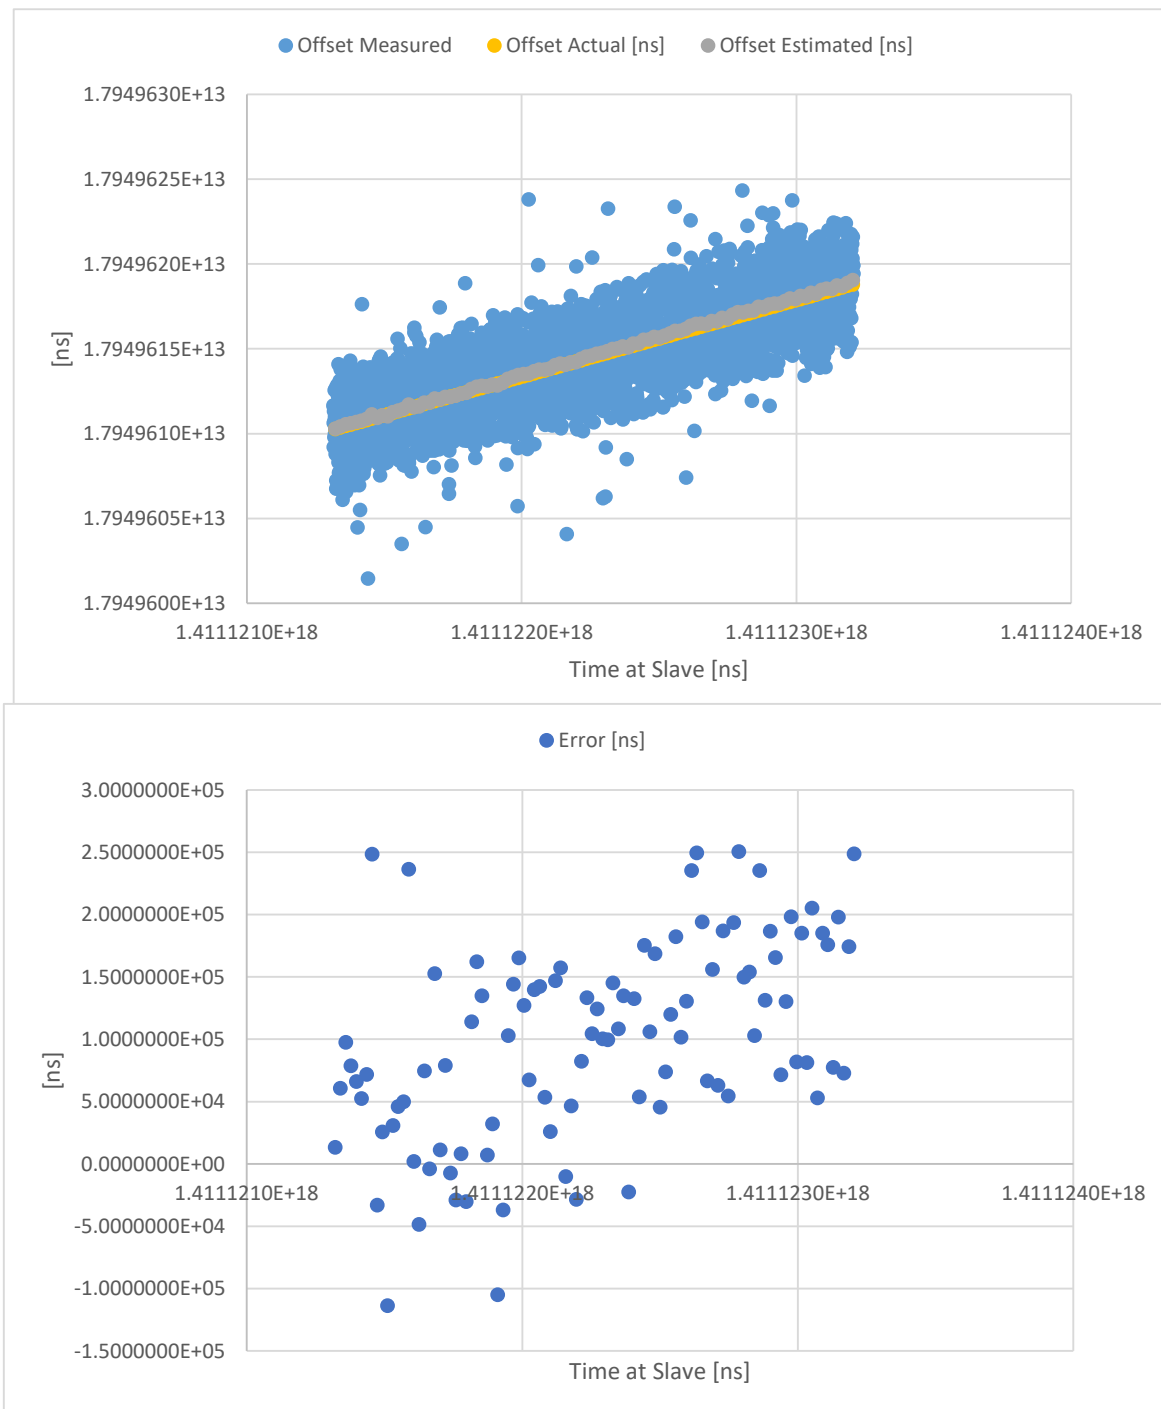 Offset Measured Offset Actual [ns] Offset Estimated [ns]
1.7949630E+13
1.7949625E+13
1.7949620E+13
1.7949615E+13
1.7949610E+13
1.7949605E+13
1.7949600E+13
[ns]
1.4111210E+18 1.4111220E+18 1.4111230E+18 1.4111240E+18
Time at Slave [ns]
Error [ns]
3.0000000E+05
2.5000000E+05
2.0000000E+05
1.5000000E+05
1.0000000E+05
5.0000000E+04
0.0000000E+00
-5.0000000E+04
-1.0000000E+05
-1.5000000E+05
[ns]
1.4111210E+18 1.4111220E+18 1.4111230E+18 1.4111240E+18
Time at Slave [ns]